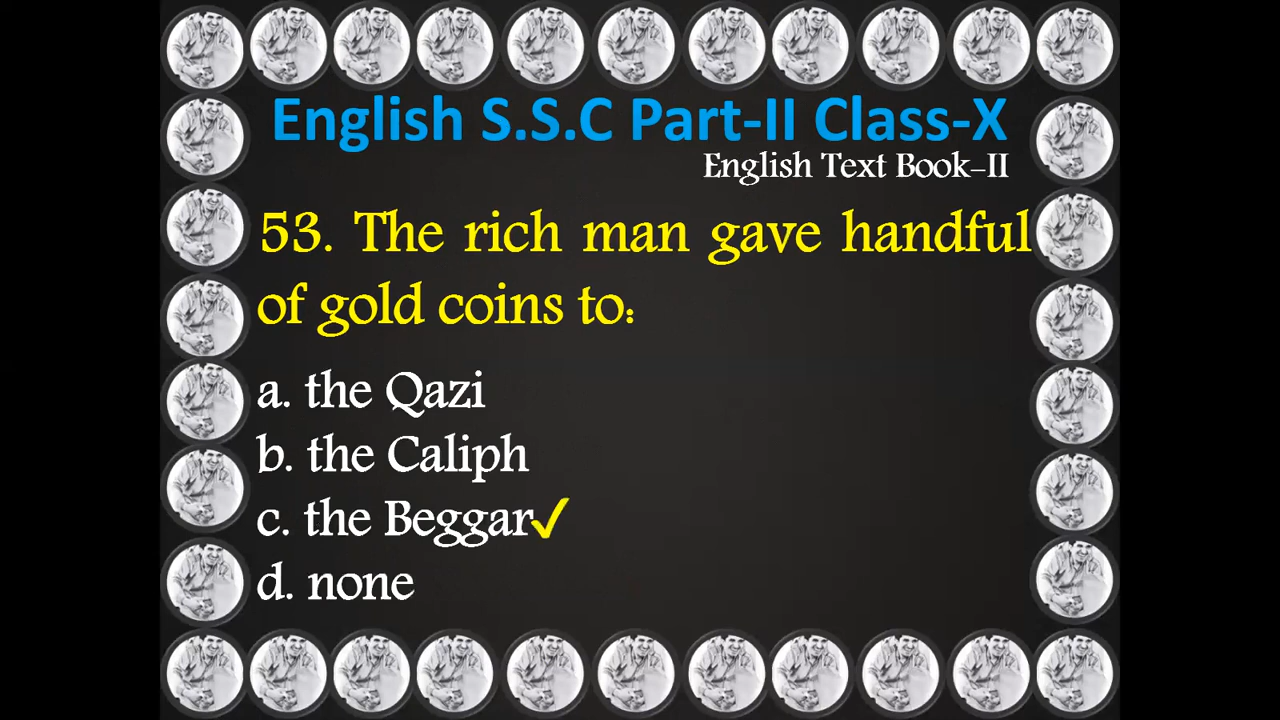 English S.S.C Part-II Class-X
English Text Book-II
53. The rich man gave handful
of gold coins to:
a. the Qazi
b. the Caliph
c. the Beggar✓
d. none